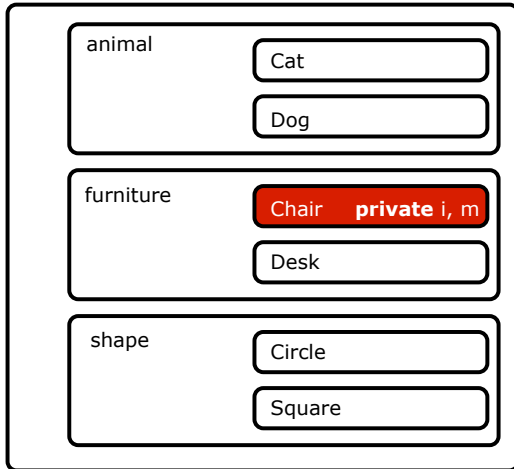 animal
Cat
Dog
furniture
Chair private i, m
Desk
shape
Circle
Square